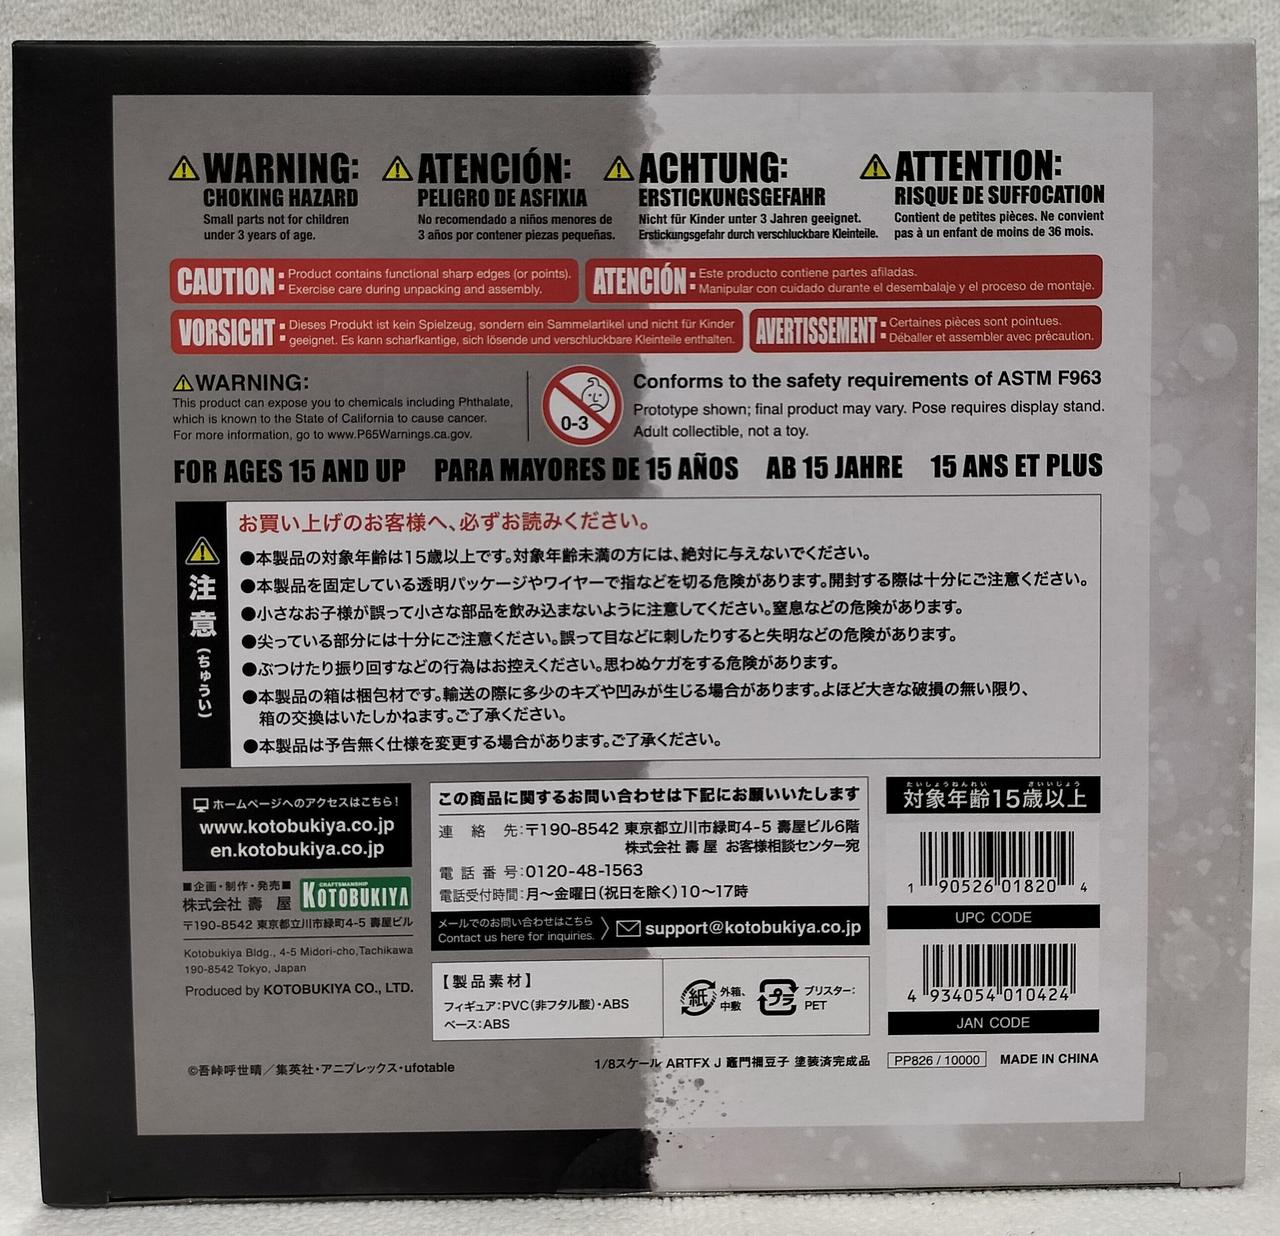 WARNING:
CHOKING HAZARD
Small parts not for children
under 3 years of age.
ATENCIÓN:
PELIGRO DE ASFIXIA
No recomendado a niños menores de
3 años por contener piezas pequeñas.
ACHTUNG:
ERSTICKUNGSGEFAHR
Nicht für Kinder unter 3 Jahren geeignet.
Erstickungsgefahr durch verschluckbare Kleinteile.
ATTENTION:
RISQUE DE SUFFOCATION
Contient de petites pièces. Ne convient
pas à un enfant de moins de 36 mois.
CAUTION: Product contains functional sharp edges (or points).
Exercise care during unpacking and assembly.
ATENCIÓN: Este producto contiene partes afiladas.
Manipular con cuidado durante el desembalaje y el proceso de montaje.
VORSICHT: Dieses Produkt ist kein Spielzeug, sondern ein Sammelartikel und nicht für Kinder
geeignet. Es kann scharfkantige, sich lösende und verschluckbare Kleinteile enthalten.
AVERTISSEMENT: Certaines pièces sont pointues.
Déballer et assembler avec précaution.
WARNING:
This product can expose you to chemicals including Phthalate,
which is known to the State of California to cause cancer.
For more information, go to www.P65Warnings.ca.gov.
0-3
Conforms to the safety requirements of ASTM F963
Prototype shown; final product may vary. Pose requires display stand.
Adult collectible, not a toy.
FOR AGES 15 AND UP PARA MAYORES DE 15 AÑOS AB 15 JAHRE 15 ANS ET PLUS
注意(ちゅうい)
お買い上げのお客様へ、必ずお読みください。
●本製品の対象年齢は15歳以上です。対象年齢未満の方には、絶対に与えないでください。
●本製品を固定している透明パッケージやワイヤーで指などを切る危険があります。開封する際は十分にご注意ください。
●小さなお子様が誤って小さな部品を飲み込まないように注意してください。窒息などの危険があります。
●尖っている部分には十分にご注意ください。誤って目などに刺したりすると失明などの危険があります。
●ぶつけたり振り回すなどの行為はお控えください。思わぬケガをする危険があります。
●本製品の箱は梱包材です。輸送の際に多少のキズや凹みが生じる場合があります。よほど大きな破損の無い限り、
箱の交換はいたしかねます。ご了承ください。
●本製品は予告無く仕様を変更する場合があります。ご了承ください。
ホームページへのアクセスはこちら!
www.kotobukiya.co.jp
en.kotobukiya.co.jp
■企画・制作・発売■
株式会社 壽 屋
CRAFTSMANSHIP
KOTOBUKIYA
〒190-8542 東京都立川市緑町4-5 壽屋ビル
Kotobukiya Bldg., 4-5 Midori-cho,Tachikawa
190-8542 Tokyo, Japan
Produced by KOTOBUKIYA CO., LTD.
この商品に関するお問い合わせは下記にお願いいたします
連絡先:〒190-8542 東京都立川市緑町4-5 壽屋ビル6階
株式会社 壽 屋 お客様相談センター宛
電話番号:0120-48-1563
電話受付時間:月〜金曜日(祝日を除く)10〜17時
メールでのお問い合わせはこちら
Contact us here for inquiries.
support@kotobukiya.co.jp
【製品素材】
フィギュア:PVC(非フタル酸)・ABS
ベース:ABS
紙
外箱、
中敷
プラ
ブリスター:
PET
たいしょうねんれい さいいじょう
対象年齢15歳以上
1 90526 01820 4
UPC CODE
4 934054 010424
JAN CODE
©吾峠呼世晴/集英社・アニプレックス・ufotable
1/8スケール ARTFX J 竈門禰豆子 塗装済完成品
PP826 / 10000
MADE IN CHINA